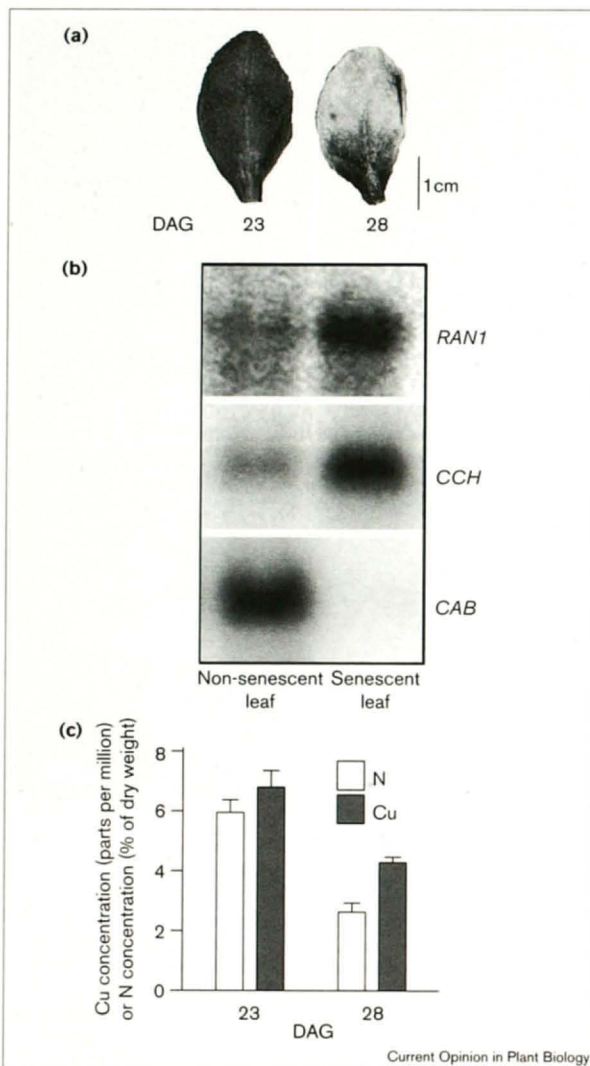 (a)
1cm
DAG 23 28
(b)
RAN1
CCH
CAB
Non-senescent Senescent
leaf leaf
(c)
Cu concentration (parts per million)
or N concentration (% of dry weight)
8
6
4
2
0
N
Cu
23 28
DAG
Current Opinion in Plant Biology